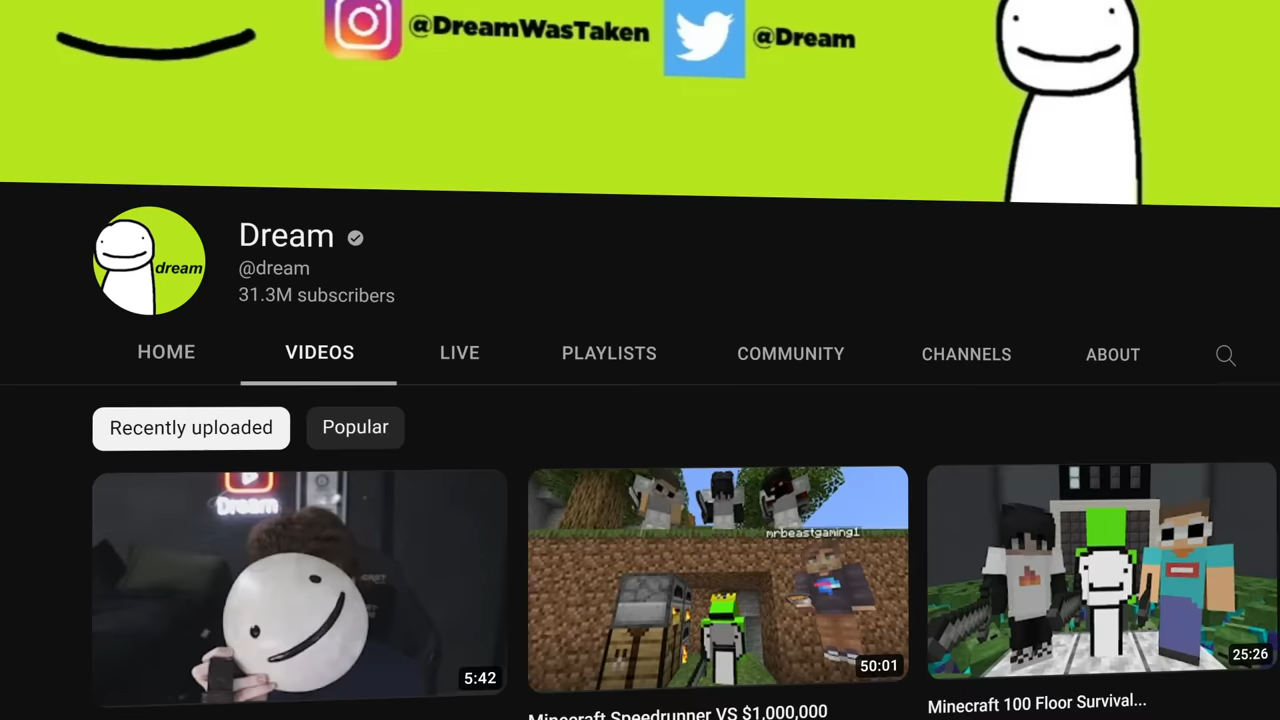 @DreamWasTaken
@Dream
dream
Dream
@dream
31.3M subscribers
HOME VIDEOS LIVE PLAYLISTS COMMUNITY CHANNELS ABOUT
Recently uploaded Popular
Dream
mrbeastgaming1
5:42
50:01
25:26
Minecraft Speedrunner VS $1,000,000
Minecraft 100 Floor Survival...